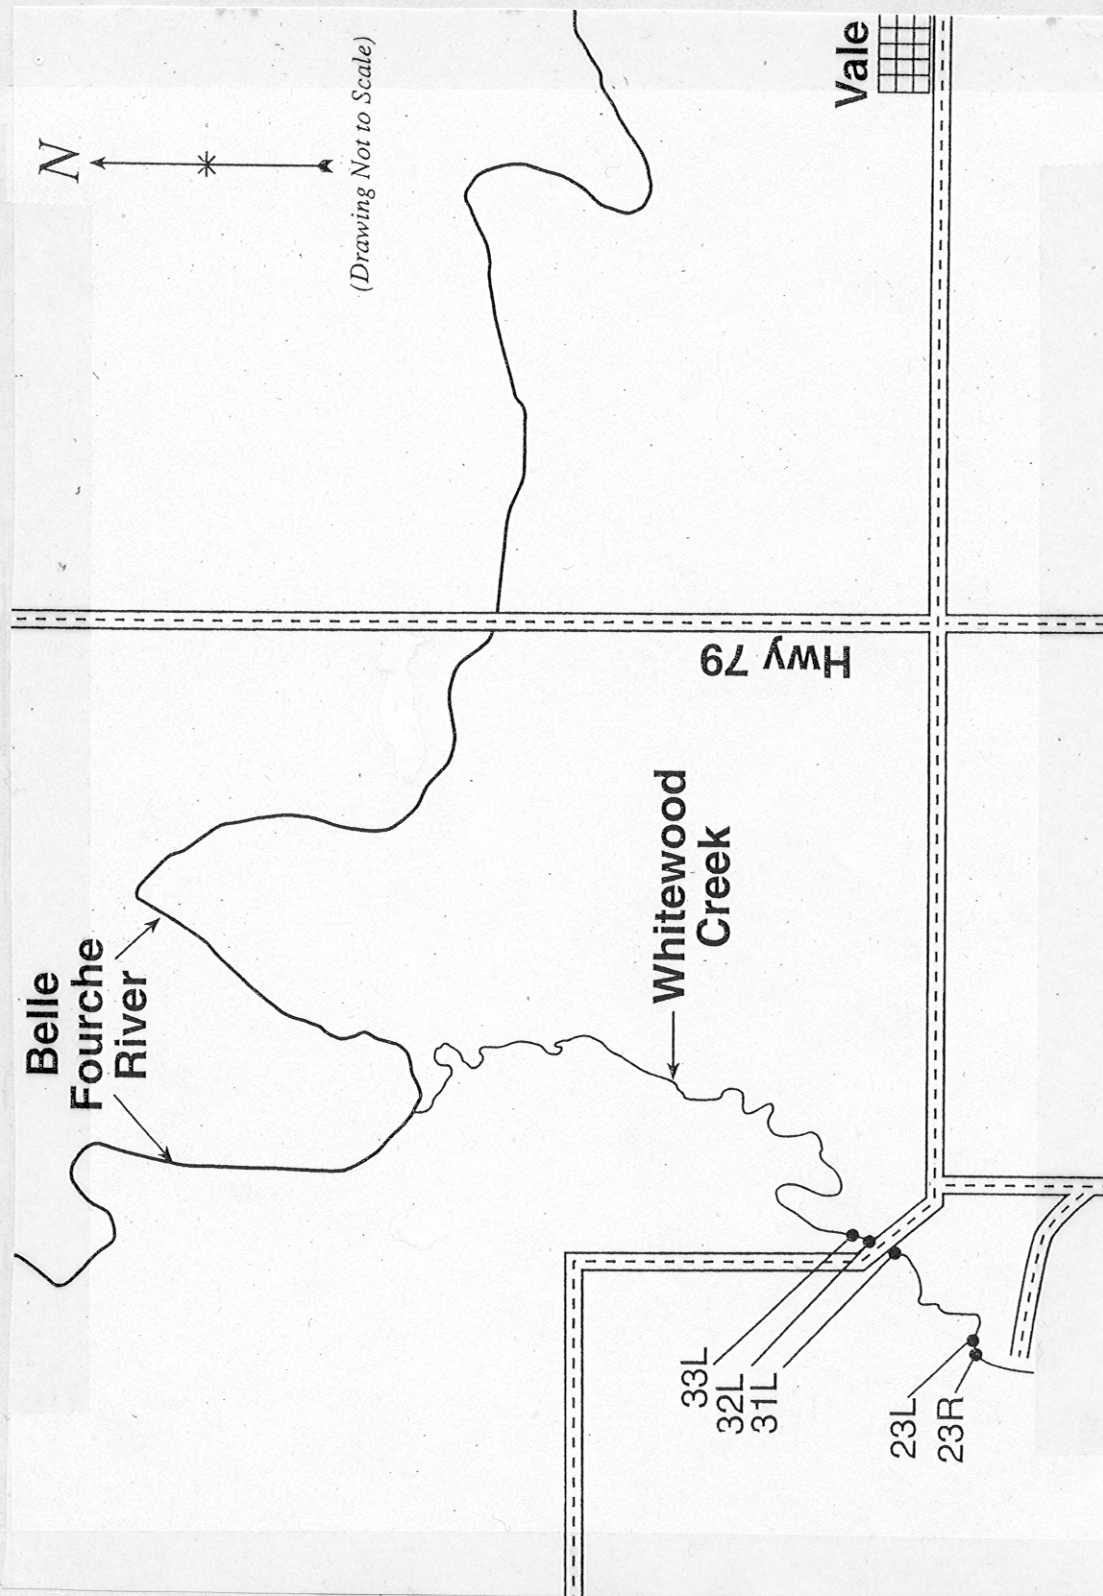 Belle
Fourche
River
N
(Drawing Not to Scale)
Whitewood
Creek
Hwy 79
Vale
33L
32L
31L
23L
23R